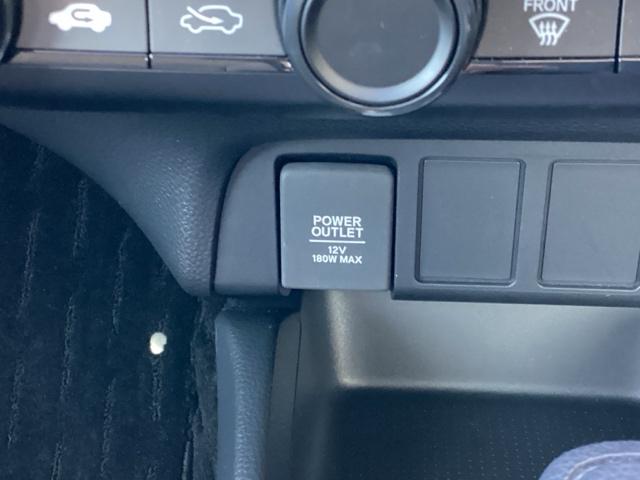 FRONT
POWER
OUTLET
12V
180W MAX